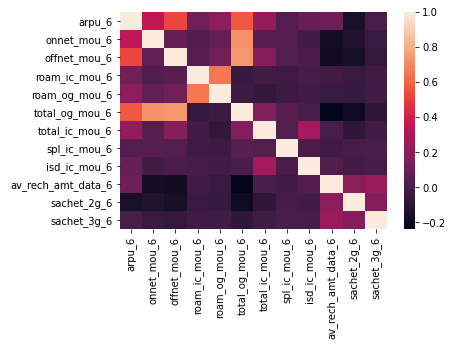 arpu_6
onnet_mou_6
offnet_mou_6
roam_ic_mou_6
roam_og_mou_6
total_og_mou_6
total_ic_mou_6
spl_ic_mou_6
isd_ic_mou_6
av_rech_amt_data_6
sachet_2g_6
sachet_3g_6
arpu_6
onnet_mou_6
offnet_mou_6
roam_ic_mou_6
roam_og_mou_6
total_og_mou_6
total_ic_mou_6
spl_ic_mou_6
isd_ic_mou_6
av_rech_amt_data_6
sachet_2g_6
sachet_3g_6
1.0
0.8
0.6
0.4
0.2
0.0
−0.2